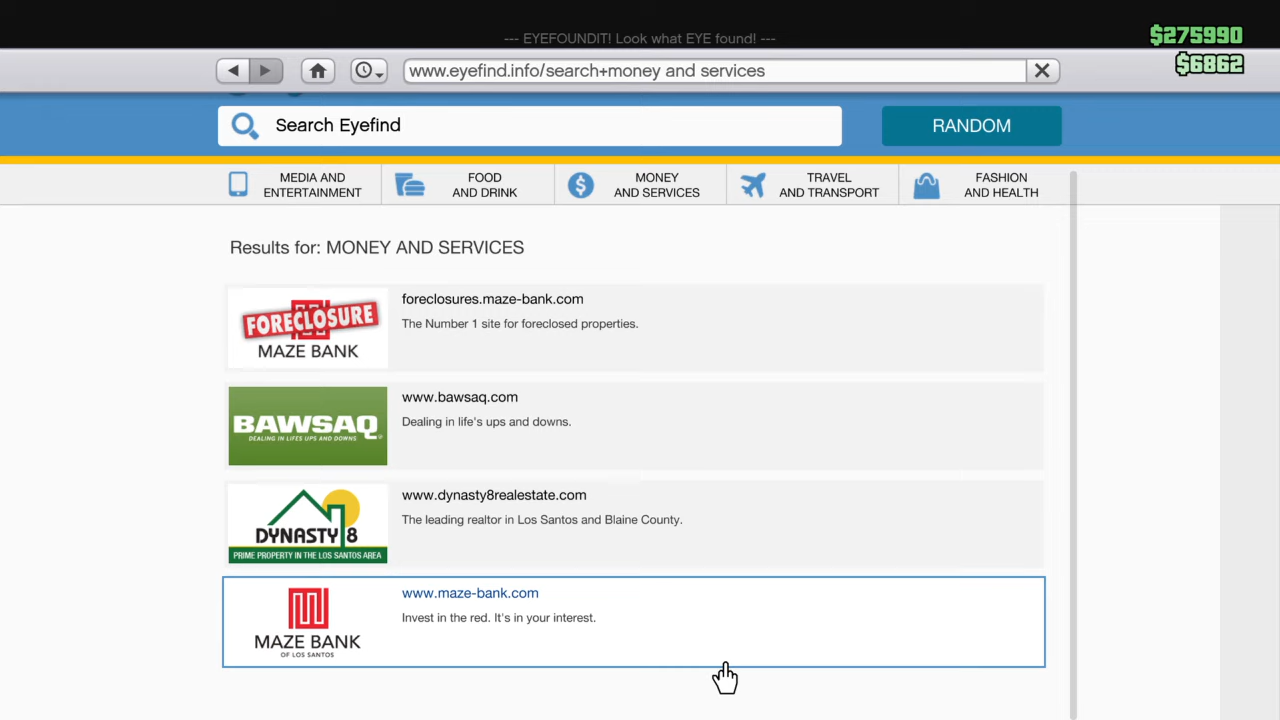 --- EYEFOUNDIT! Look what EYE found! ---
$275990
$6862
www.eyefind.info/search+money and services
Search Eyefind
RANDOM
MEDIA AND
ENTERTAINMENT
FOOD
AND DRINK
MONEY
AND SERVICES
TRAVEL
AND TRANSPORT
FASHION
AND HEALTH
Results for: MONEY AND SERVICES
FORECLOSURE
MAZE BANK
foreclosures.maze-bank.com
The Number 1 site for foreclosed properties.
BAWSAQ
DEALING IN LIFES UPS AND DOWNS
www.bawsaq.com
Dealing in life's ups and downs.
DYNASTY 8
PRIME PROPERTY IN THE LOS SANTOS AREA
www.dynasty8realestate.com
The leading realtor in Los Santos and Blaine County.
MAZE BANK
OF LOS SANTOS
www.maze-bank.com
Invest in the red. It's in your interest.